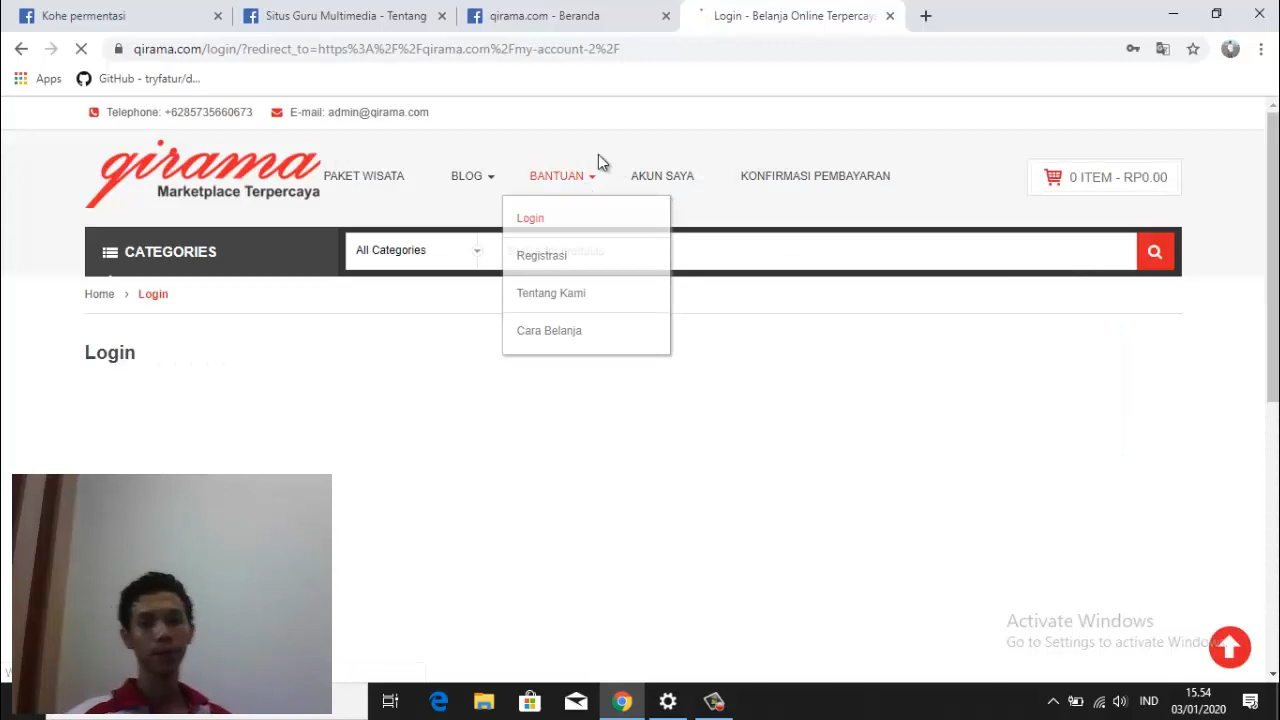 Kohe permentasi
Situs Guru Multimedia - Tentang
qirama.com - Beranda
Login - Belanja Online Terpercaya
qirama.com/login/?redirect_to=https%3A%2F%2Fqirama.com%2Fmy-account-2%2F
Apps
GitHub - tryfatur/d...
Telephone: +6285735660673
E-mail: admin@qirama.com
qirama
Marketplace Terpercaya
PAKET WISATA
BLOG
BANTUAN
AKUN SAYA
KONFIRMASI PEMBAYARAN
0 ITEM - RP0.00
Login
CATEGORIES
All Categories
Registrasi
Home › Login
Tentang Kami
Cara Belanja
Login
Activate Windows
Go to Settings to activate Windows
IND
15.54
03/01/2020